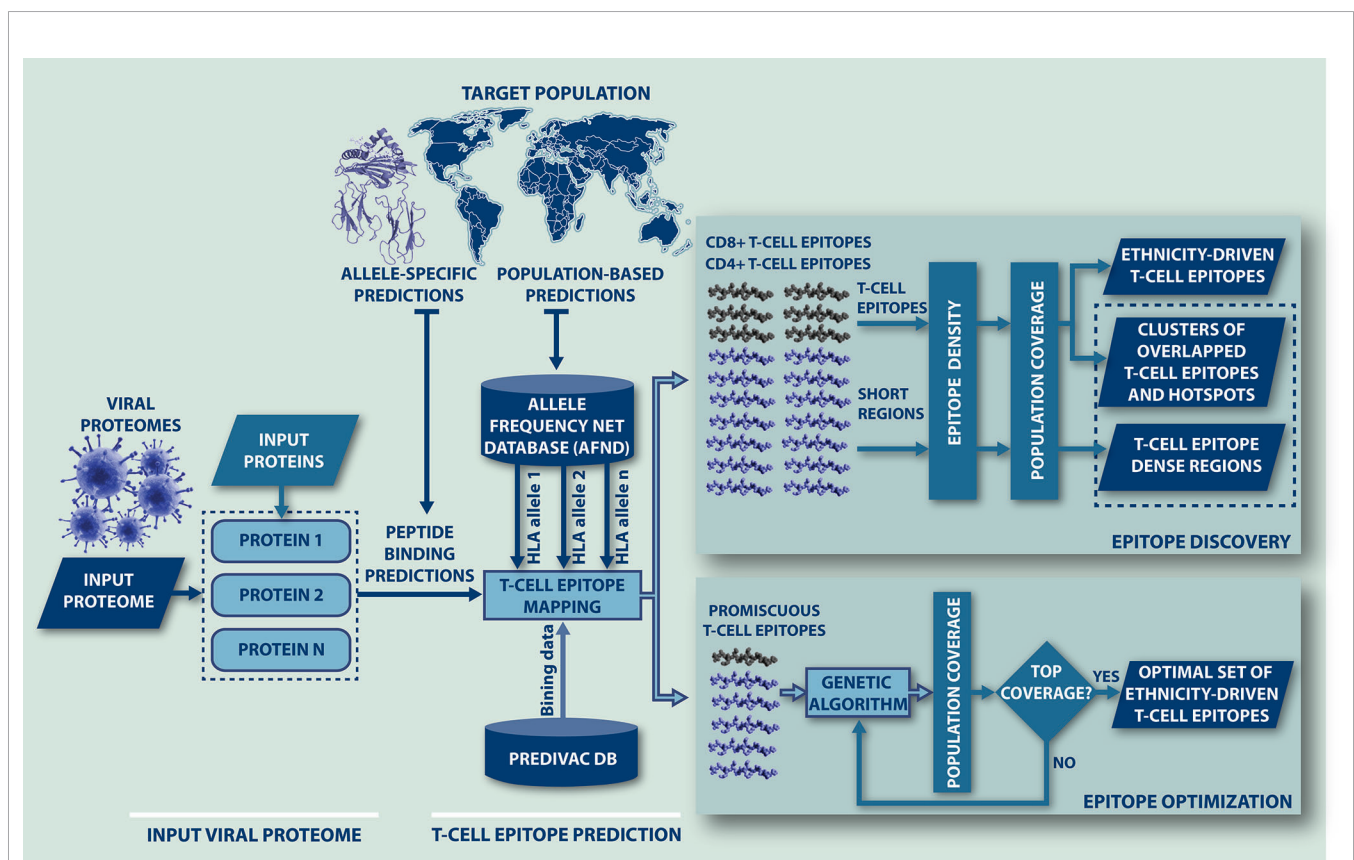 TARGET POPULATION
ALLELE-SPECIFIC
PREDICTIONS
POPULATION-BASED
PREDICTIONS
VIRAL
PROTEOMES
INPUT
PROTEINS
INPUT
PROTEOME
PROTEIN 1
PROTEIN 2
PROTEIN N
PEPTIDE
BINDING
PREDICTIONS
ALLELE
FREQUENCY NET
DATABASE (AFND)
HLA allele 1
HLA allele 2
HLA allele n
T-CELL EPITOPE
MAPPING
Bining data
PREDIVAC DB
INPUT VIRAL PROTEOME
T-CELL EPITOPE PREDICTION
CD8+ T-CELL EPITOPES
CD4+ T-CELL EPITOPES
T-CELL
EPITOPES
SHORT
REGIONS
EPITOPE DENSITY
POPULATION COVERAGE
ETHNICITY-DRIVEN
T-CELL EPITOPES
CLUSTERS OF
OVERLAPPED
T-CELL EPITOPES
AND HOTSPOTS
T-CELL EPITOPE
DENSE REGIONS
EPITOPE DISCOVERY
PROMISCUOUS
T-CELL EPITOPES
GENETIC
ALGORITHM
POPULATION COVERAGE
TOP
COVERAGE?
YES
NO
OPTIMAL SET OF
ETHNICITY-DRIVEN
T-CELL EPITOPES
EPITOPE OPTIMIZATION